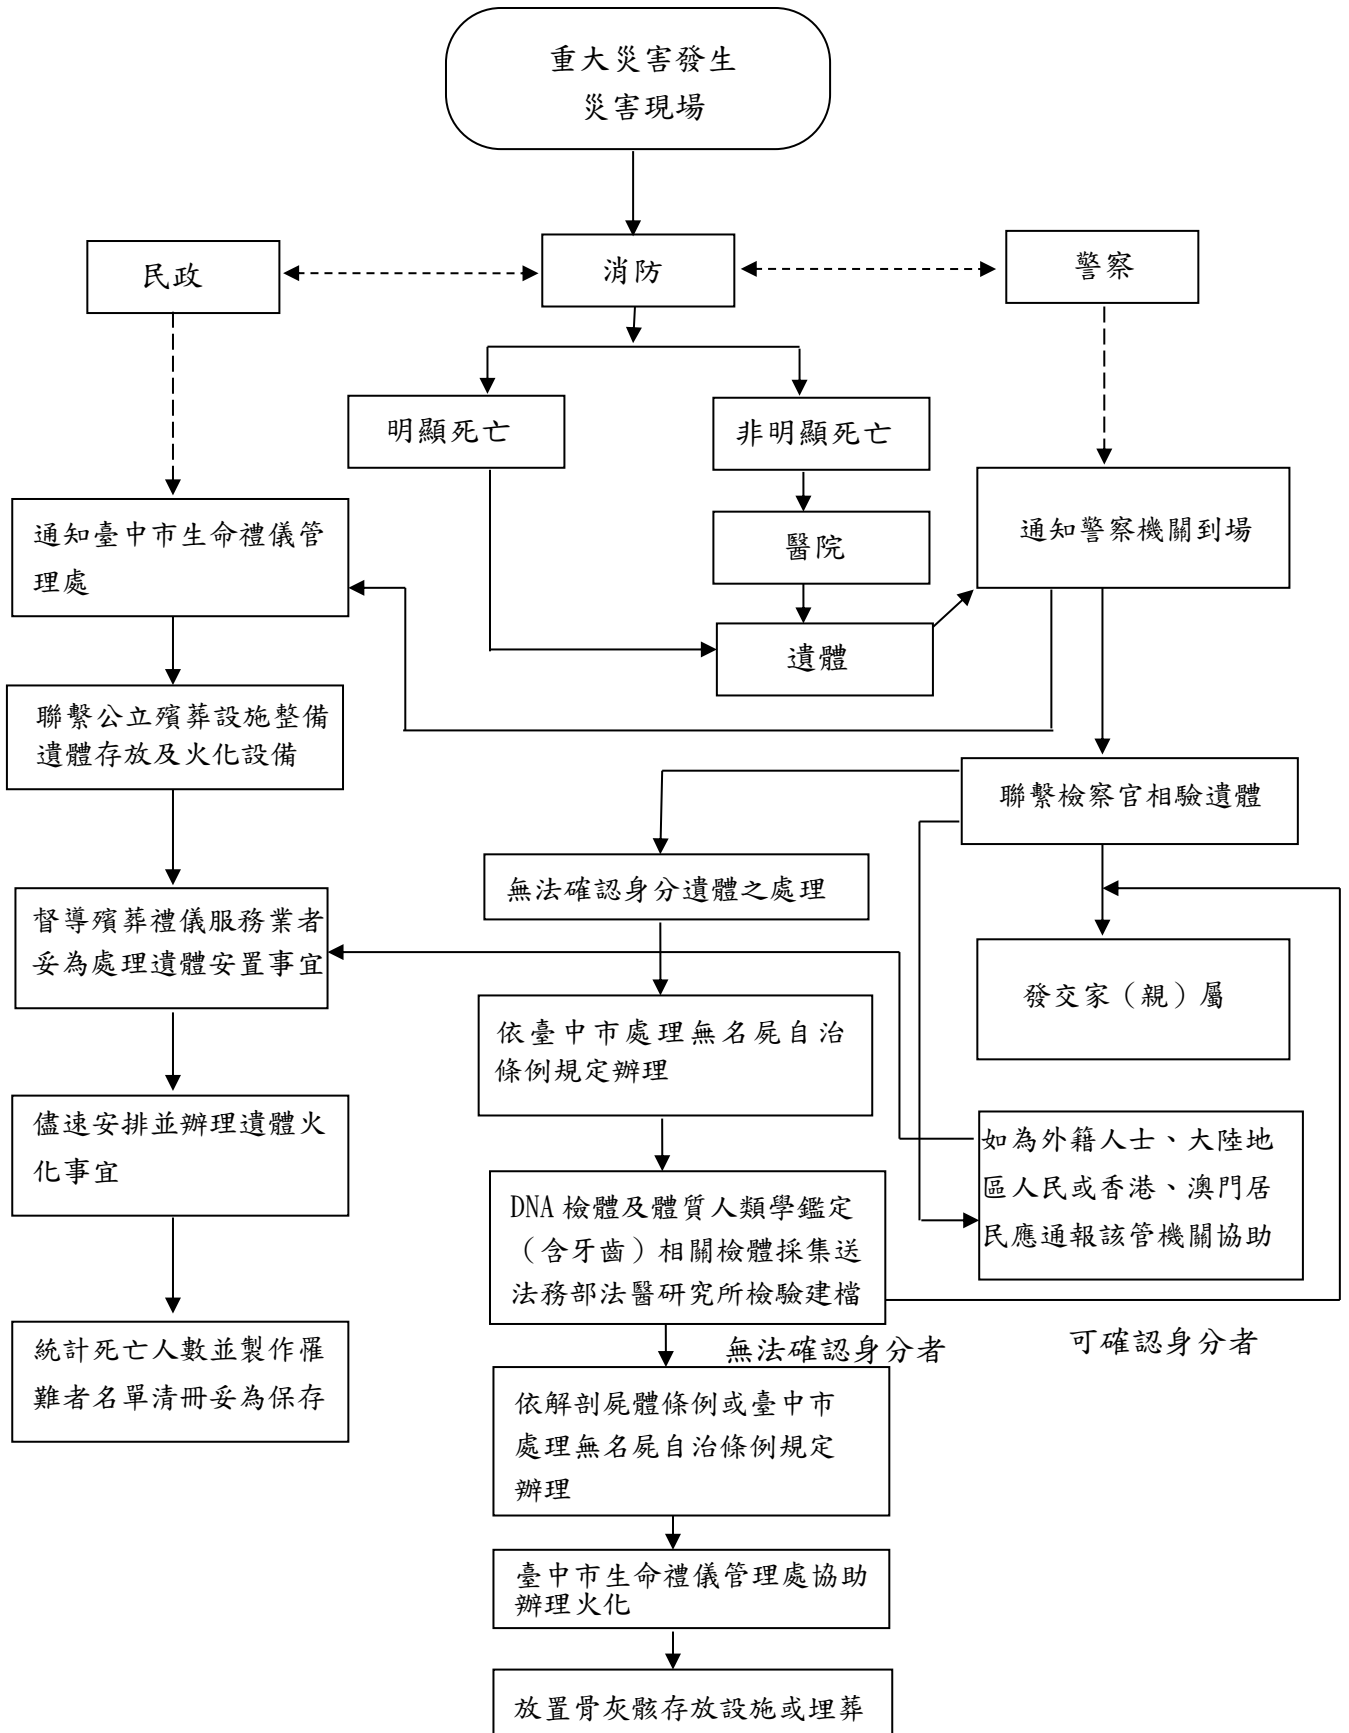 重大災害發生
災害現場
民政
消防
警察
明顯死亡
非明顯死亡
通知臺中市生命禮儀管
理處
醫院
通知警察機關到場
遺體
聯繫公立殯葬設施整備
遺體存放及火化設備
聯繫檢察官相驗遺體
無法確認身分遺體之處理
督導殯葬禮儀服務業者
妥為處理遺體安置事宜
發交家（親）屬
依臺中市處理無名屍自治
條例規定辦理
儘速安排並辦理遺體火
化事宜
如為外籍人士、大陸地
區人民或香港、澳門居
民應通報該管機關協助
DNA 檢體及體質人類學鑑定
（含牙齒）相關檢體採集送
法務部法醫研究所檢驗建檔
無法確認身分者
可確認身分者
統計死亡人數並製作罹
難者名單清冊妥為保存
依解剖屍體條例或臺中市
處理無名屍自治條例規定
辦理
臺中市生命禮儀管理處協助
辦理火化
放置骨灰骸存放設施或埋葬